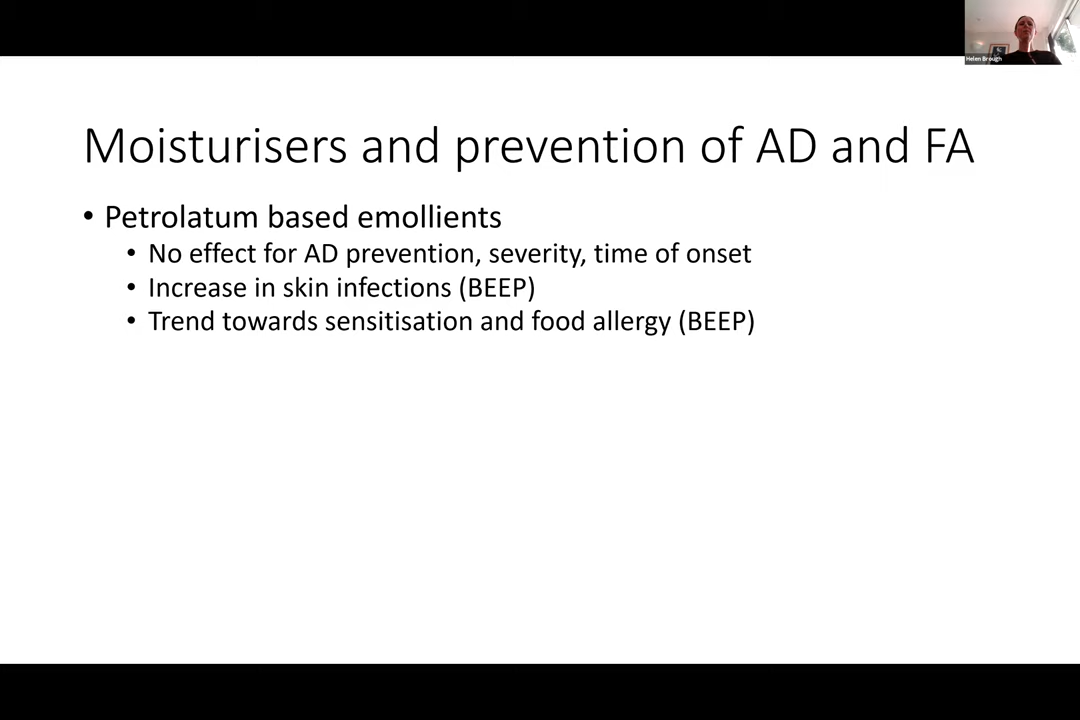 Helen Brough
Moisturisers and prevention of AD and FA
• Petrolatum based emollients
• No effect for AD prevention, severity, time of onset
• Increase in skin infections (BEEP)
• Trend towards sensitisation and food allergy (BEEP)